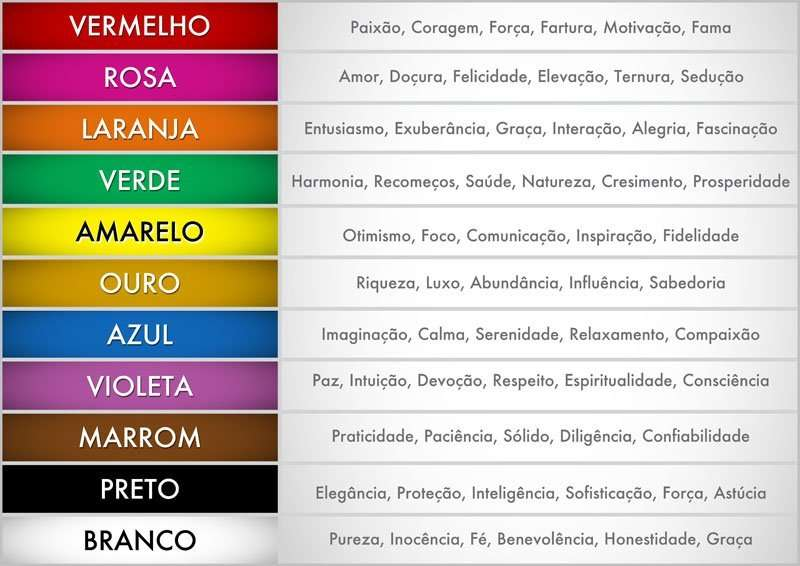 VERMELHO
Paixão, Coragem, Força, Fartura, Motivação, Fama
ROSA
Amor, Doçura, Felicidade, Elevação, Ternura, Sedução
LARANJA
Entusiasmo, Exuberância, Graça, Interação, Alegria, Fascinação
VERDE
Harmonia, Recomeços, Saúde, Natureza, Cresimento, Prosperidade
AMARELO
Otimismo, Foco, Comunicação, Inspiração, Fidelidade
OURO
Riqueza, Luxo, Abundância, Influência, Sabedoria
AZUL
Imaginação, Calma, Serenidade, Relaxamento, Compaixão
VIOLETA
Paz, Intuição, Devoção, Respeito, Espiritualidade, Consciência
MARROM
Praticidade, Paciência, Sólido, Diligência, Confiabilidade
PRETO
Elegância, Proteção, Inteligência, Sofisticação, Força, Astúcia
BRANCO
Pureza, Inocência, Fé, Benevolência, Honestidade, Graça